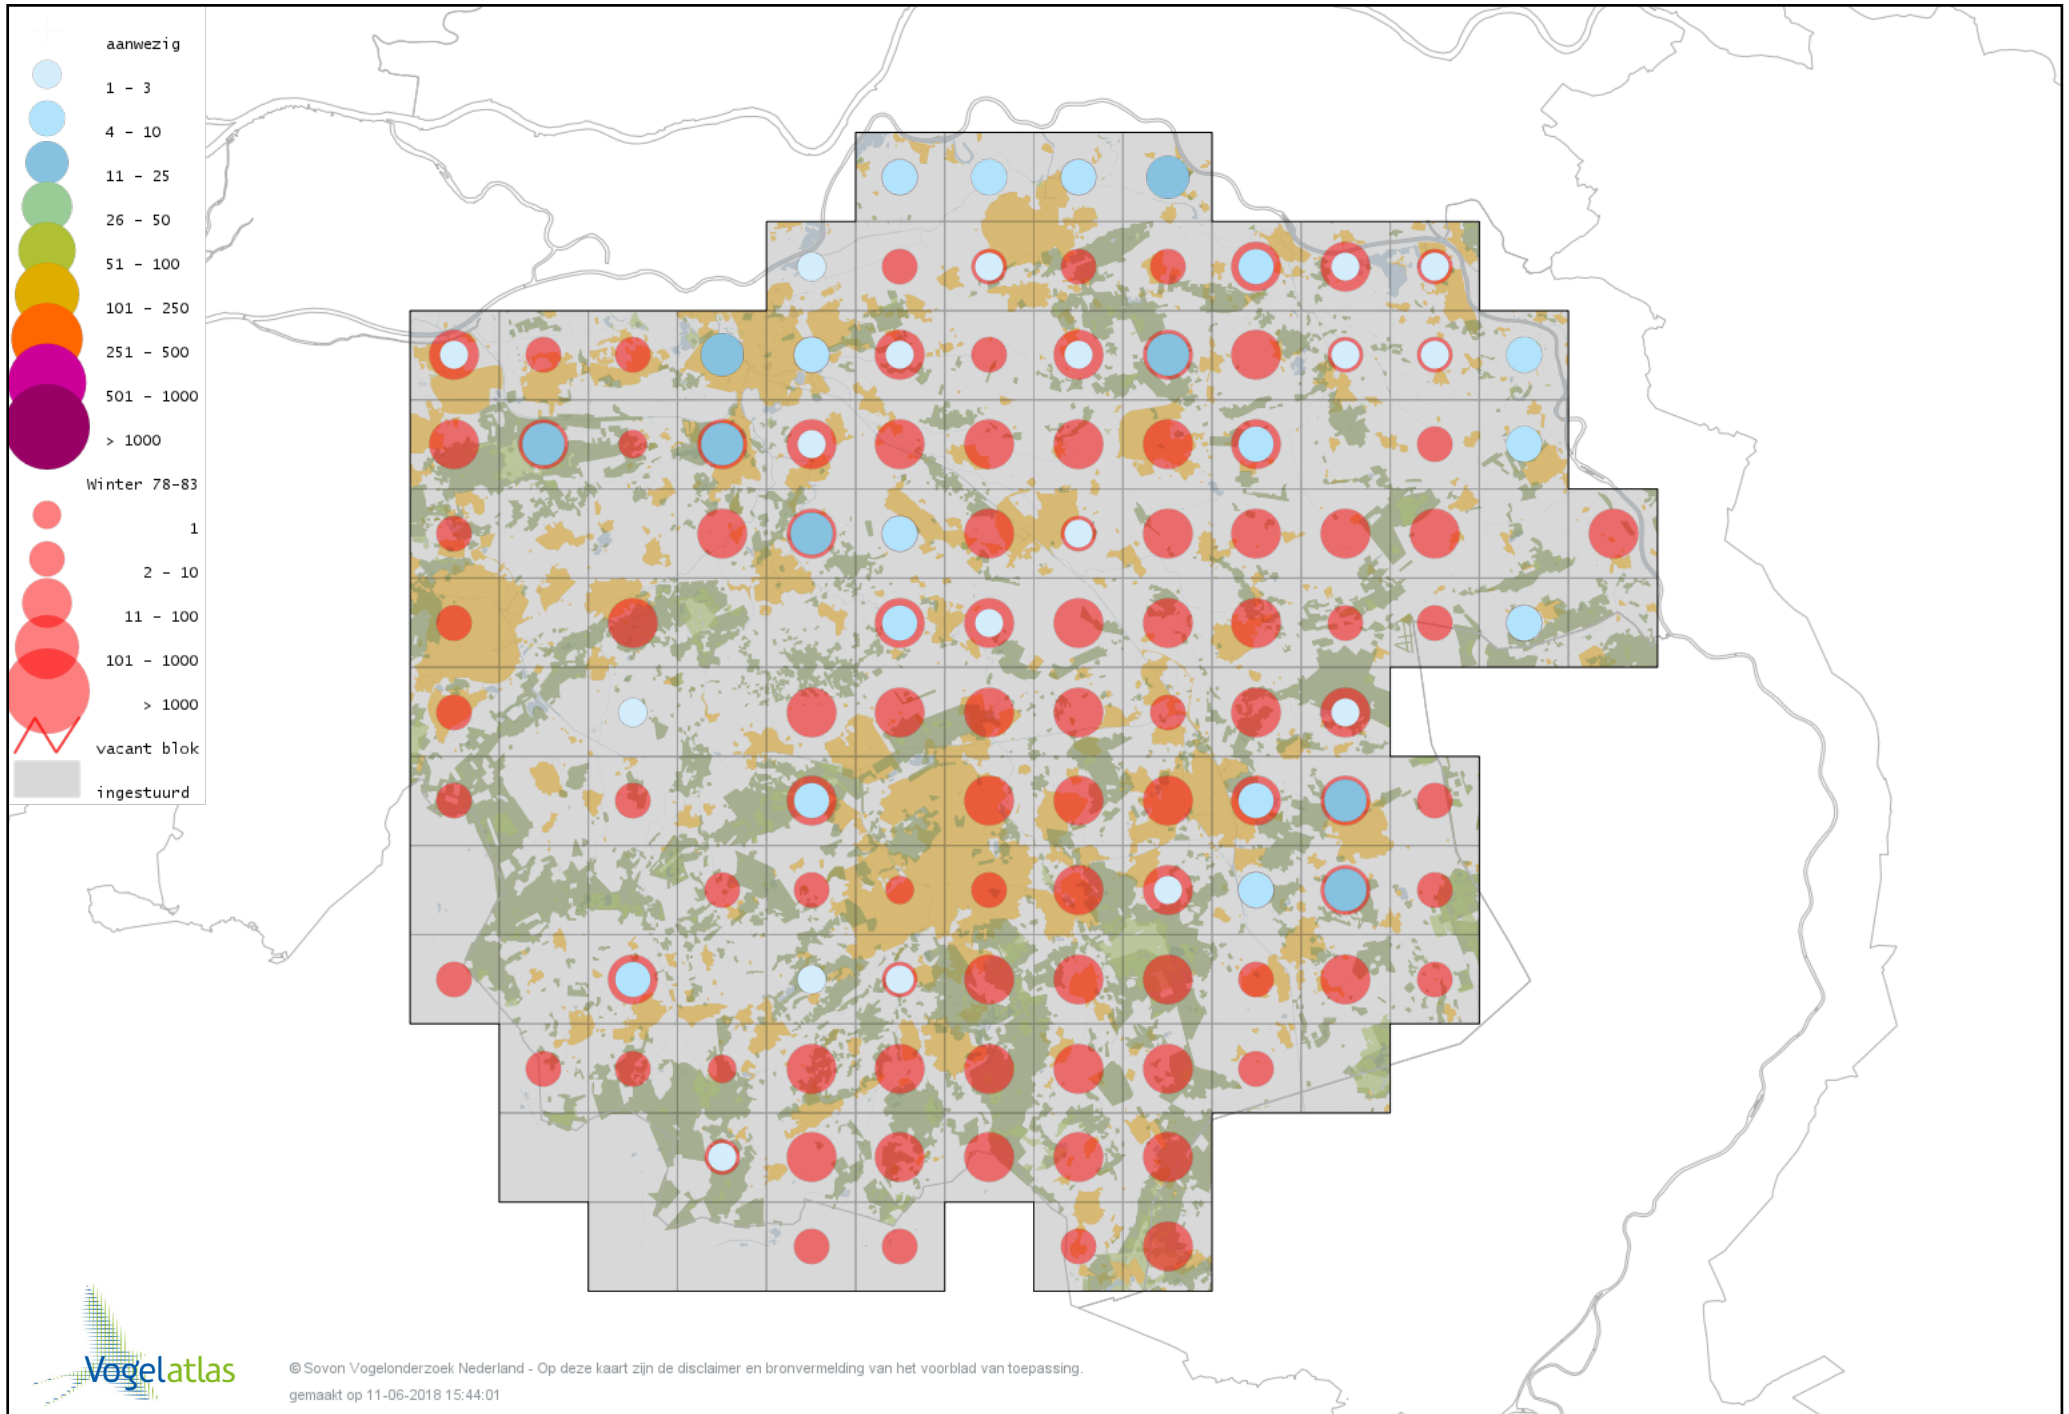 aanwezig
1 - 3
4 - 10
11 - 25
26 - 50
51 - 100
101 - 250
251 - 500
501 - 1000
> 1000
Winter 78-83
1
2 - 10
11 - 100
101 - 1000
> 1000
vacant blok
ingestuurd
Vogelatlas
© Sovon Vogelonderzoek Nederland - Op deze kaart zijn de disclaimer en bronvermelding van het voorblad van toepassing.
gemaakt op 11-06-2018 15:44:01